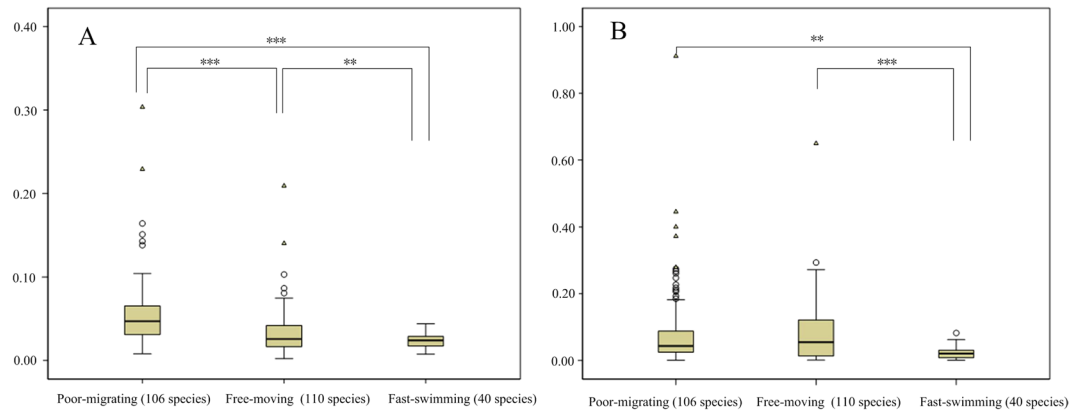 A
0.40
0.30
0.20
0.10
0.00
***
***
**
Poor-migrating (106 species)
Free-moving (110 species)
Fast-swimming (40 species)
B
1.00
0.80
0.60
0.40
0.20
0.00
**
***
Poor-migrating (106 species)
Free-moving (110 species)
Fast-swimming (40 species)